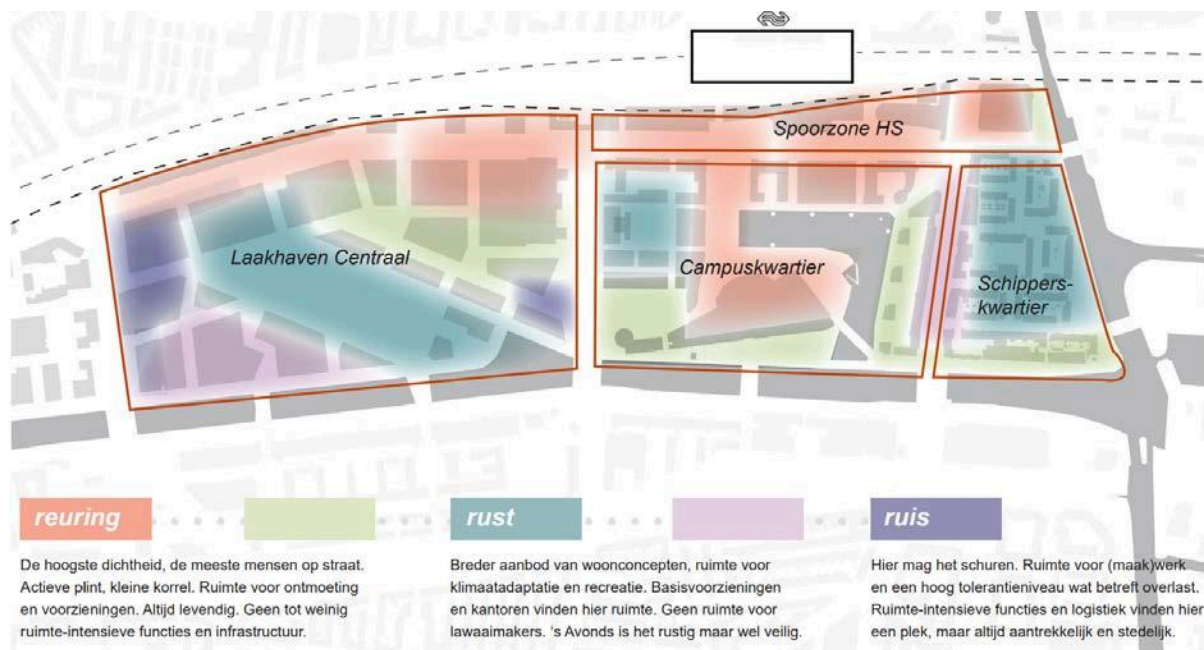 Spoorzone HS
Laakhaven Centraal
Campuskwartier
Schippers-
kwartier
reuring
De hoogste dichtheid, de meeste mensen op straat.
Actieve plint, kleine korrel. Ruimte voor ontmoeting
en voorzieningen. Altijd levendig. Geen tot weinig
ruimte-intensieve functies en infrastructuur.
rust
Breder aanbod van woonconcepten, ruimte voor
klimaatadaptatie en recreatie. Basisvoorzieningen
en kantoren vinden hier ruimte. Geen ruimte voor
lawaaimakers. ‘s Avonds is het rustig maar wel veilig.
ruis
Hier mag het schuren. Ruimte voor (maak)werk
en een hoog tolerantieniveau wat betreft overlast.
Ruimte-intensieve functies en logistiek vinden hier
een plek, maar altijd aantrekkelijk en stedelijk.